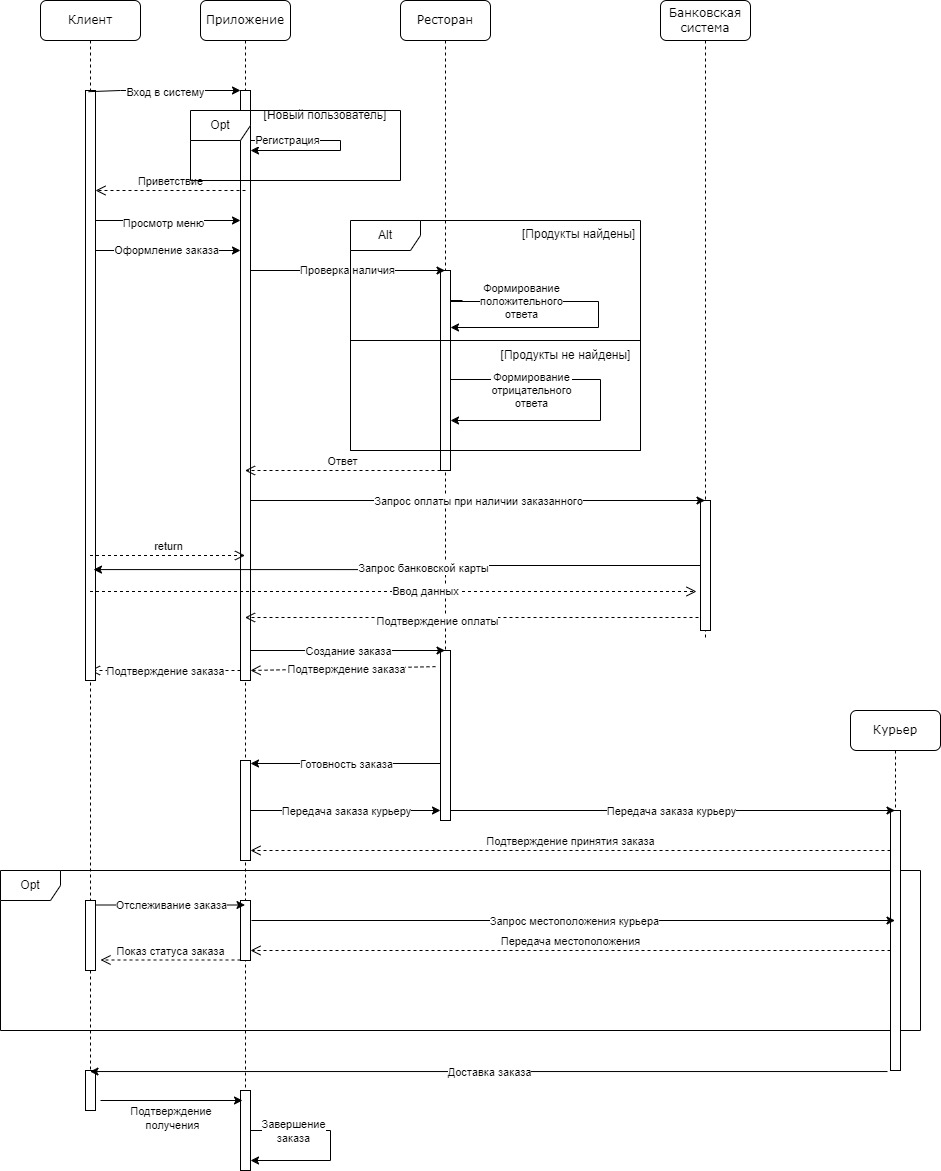 Клиент
Приложение
Ресторан
Банковская
система
Вход в систему
[Новый пользователь]
Opt
Регистрация
Приветствие
Просмотр меню
Alt
[Продукты найдены]
Оформление заказа
Проверка наличия
Формирование
положительного
ответа
[Продукты не найдены]
Формирование
отрицательного
ответа
Ответ
Запрос оплаты при наличии заказанного
return
Запрос банковской карты
Ввод данных
Подтверждение оплаты
Создание заказа
Подтверждение заказа
Подтверждение заказа
Курьер
Готовность заказа
Передача заказа курьеру
Передача заказа курьеру
Подтверждение принятия заказа
Opt
Отслеживание заказа
Запрос местоположения курьера
Передача местоположения
Показ статуса заказа
Доставка заказа
Подтверждение
получения
Завершение
заказа